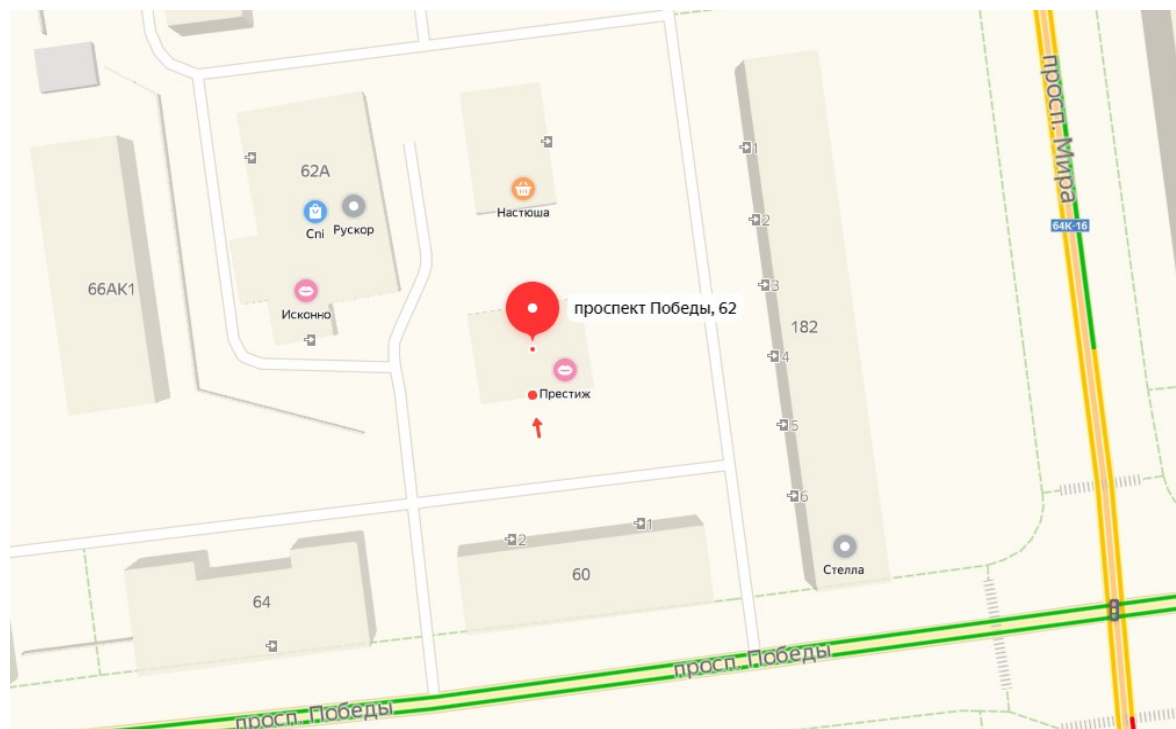 просп. Мира
64К-16
1
62А
Cni
Рускор
Настюша
2
66АК1
3
Исконно
проспект Победы, 62
182
4
Престиж
5
6
2
1
60
Стелла
64
просп. Победы
просп. Победы